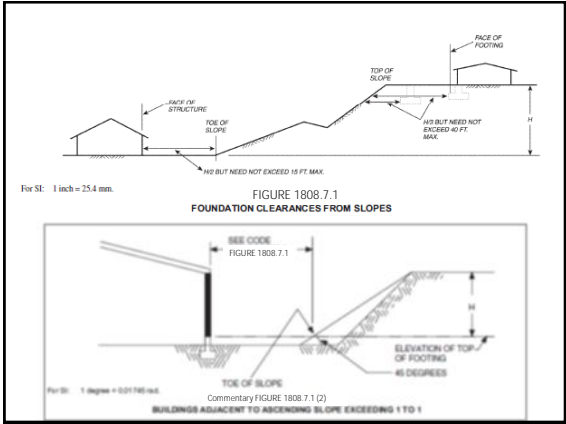 FACE OF
FOOTING
TOP OF
SLOPE
FACE OF
STRUCTURE
TOE OF
SLOPE
H
H/3 BUT NEED NOT
EXCEED 40 FT.
MAX.
H/2 BUT NEED NOT EXCEED 15 FT. MAX.
For SI: 1 inch = 25.4 mm.
FIGURE 1808.7.1
FOUNDATION CLEARANCES FROM SLOPES
SEE CODE
FIGURE 1808.7.1
H
ELEVATION OF TOP
OF FOOTING
45 DEGREES
TOE OF SLOPE
For SI: 1 degree = 0.01745 rad.
Commentary FIGURE 1808.7.1 (2)
BUILDINGS ADJACENT TO ASCENDING SLOPE EXCEEDING 1 TO 1